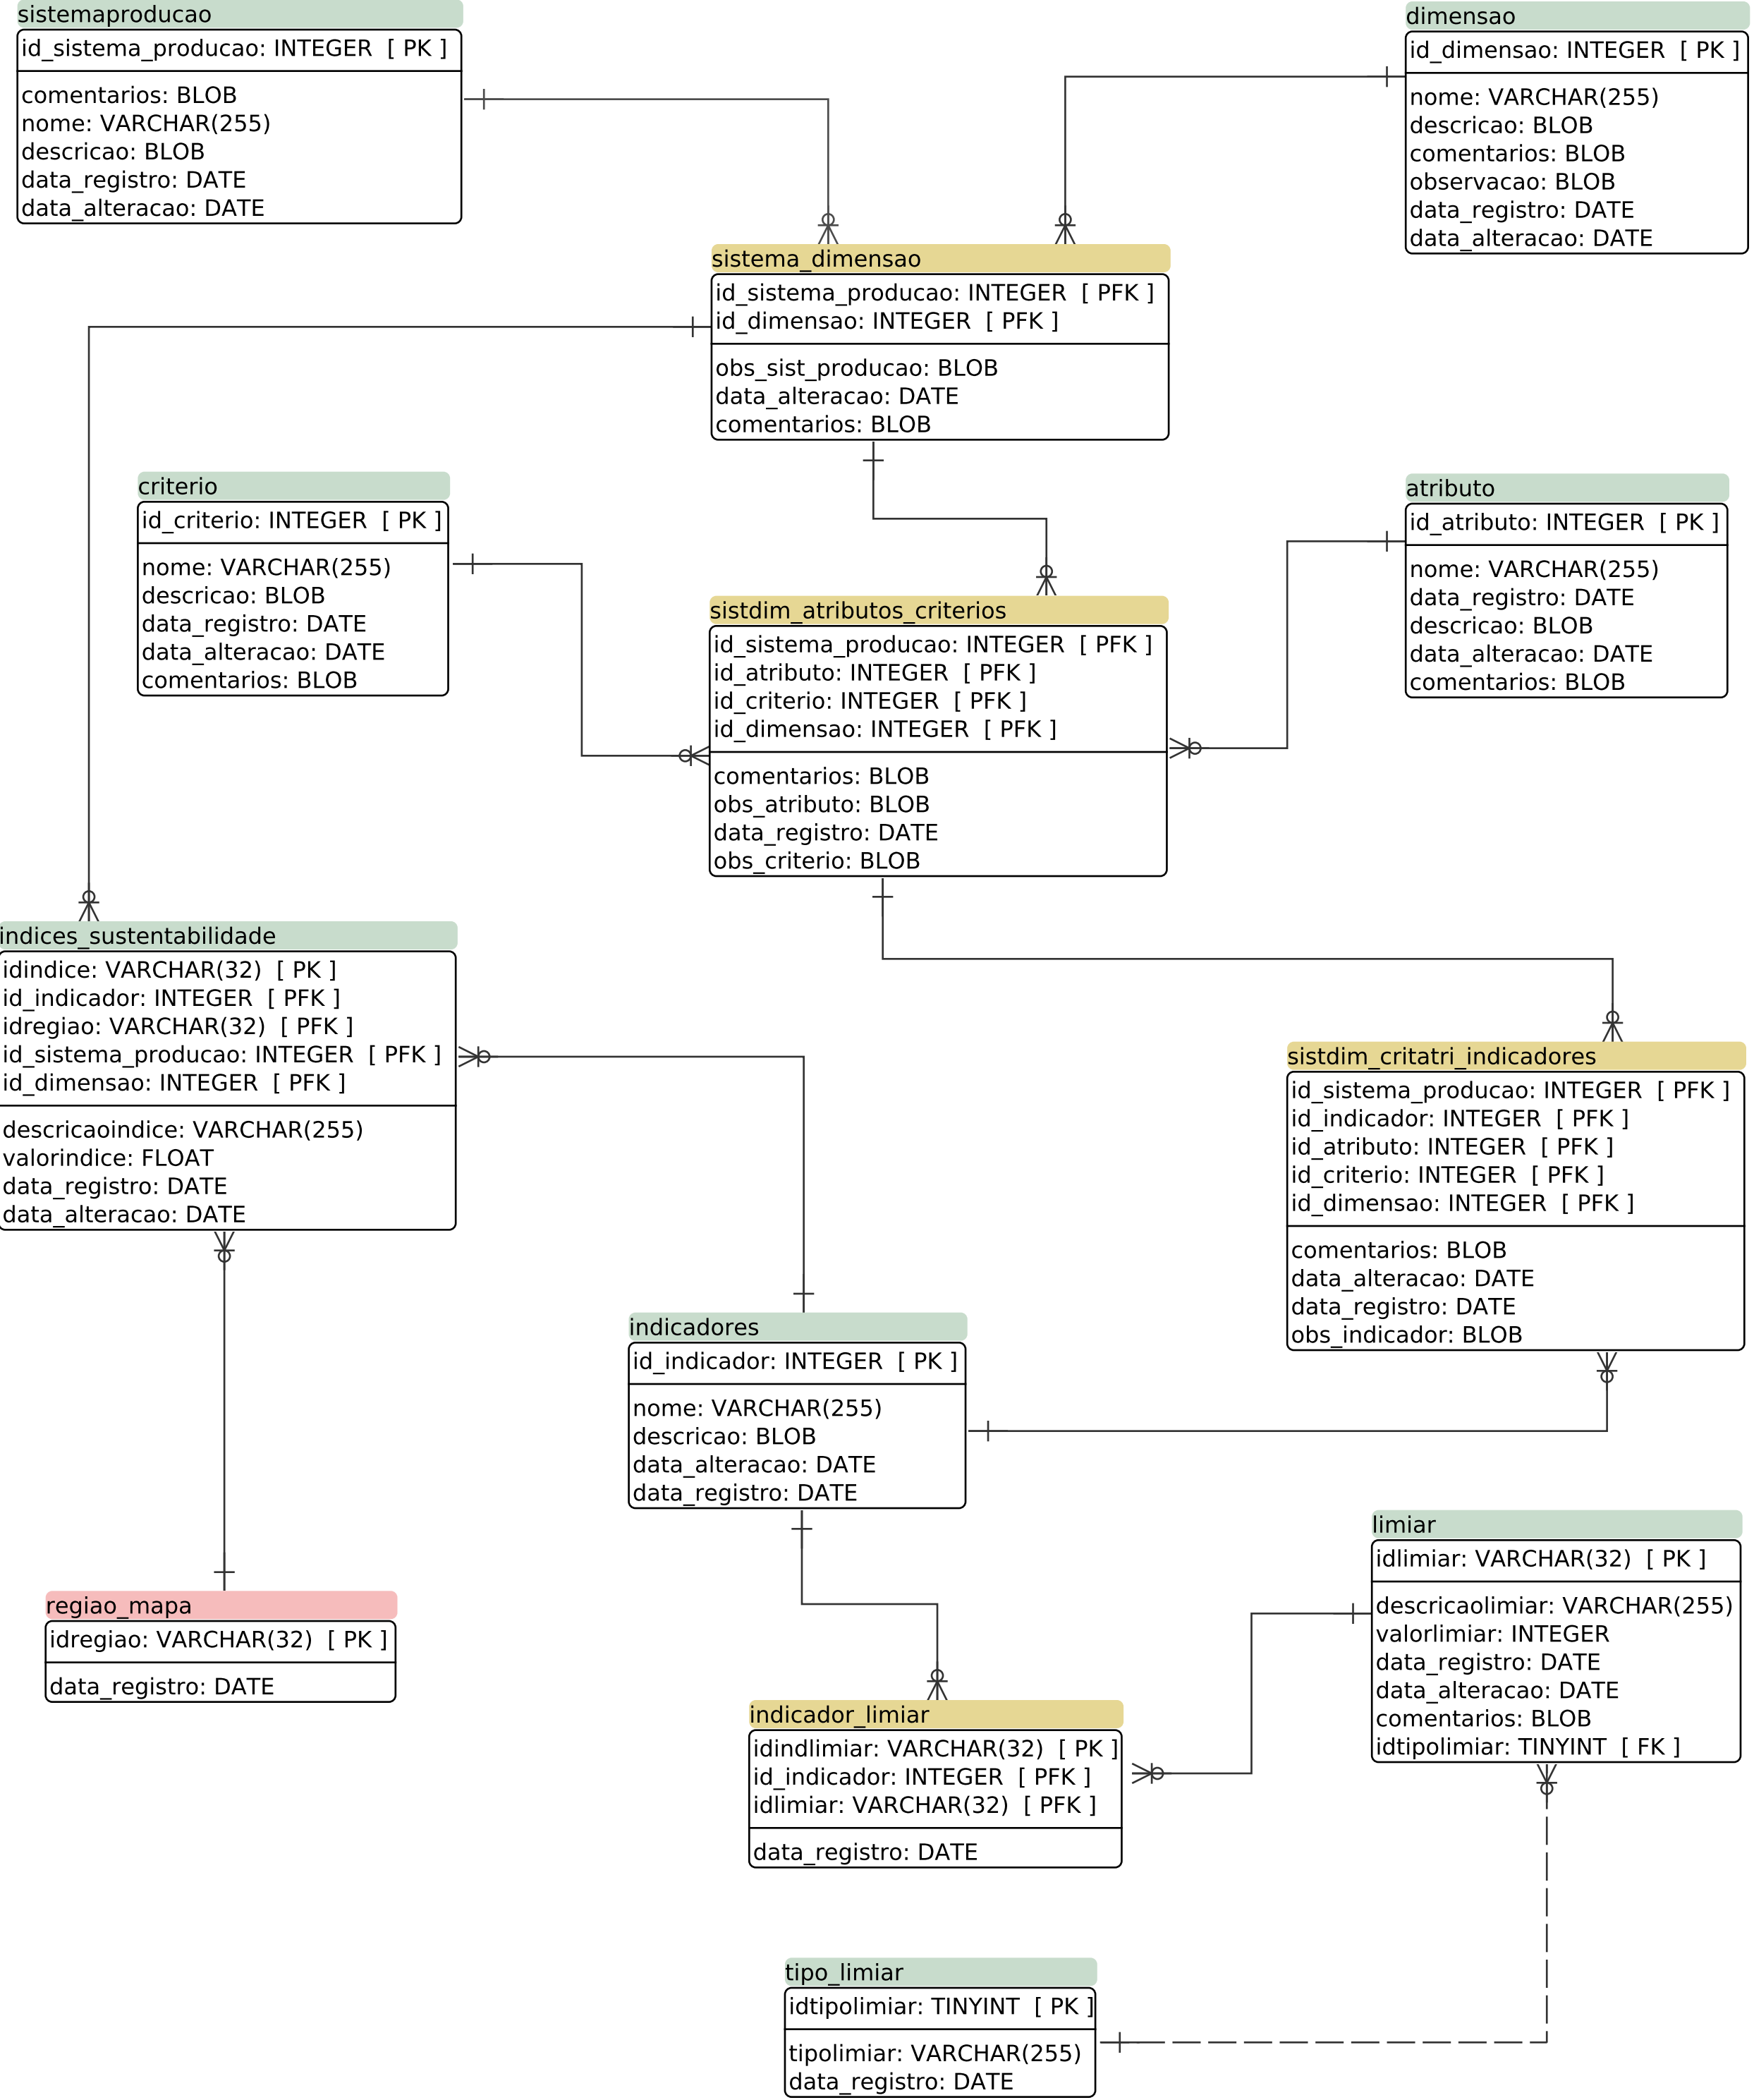 sistemaproducao
id_sistema_producao: INTEGER [ PK ]
comentarios: BLOB
nome: VARCHAR(255)
descricao: BLOB
data_registro: DATE
data_alteracao: DATE
dimensao
id_dimensao: INTEGER [ PK ]
nome: VARCHAR(255)
descricao: BLOB
comentarios: BLOB
observacao: BLOB
data_registro: DATE
data_alteracao: DATE
sistema_dimensao
id_sistema_producao: INTEGER [ PFK ]
id_dimensao: INTEGER [ PFK ]
obs_sist_producao: BLOB
data_alteracao: DATE
comentarios: BLOB
criterio
id_criterio: INTEGER [ PK ]
nome: VARCHAR(255)
descricao: BLOB
data_registro: DATE
data_alteracao: DATE
comentarios: BLOB
atributo
id_atributo: INTEGER [ PK ]
nome: VARCHAR(255)
data_registro: DATE
descricao: BLOB
data_alteracao: DATE
comentarios: BLOB
sistdim_atributos_criterios
id_sistema_producao: INTEGER [ PFK ]
id_atributo: INTEGER [ PFK ]
id_criterio: INTEGER [ PFK ]
id_dimensao: INTEGER [ PFK ]
comentarios: BLOB
obs_atributo: BLOB
data_registro: DATE
obs_criterio: BLOB
indices_sustentabilidade
idindice: VARCHAR(32) [ PK ]
id_indicador: INTEGER [ PFK ]
idregiao: VARCHAR(32) [ PFK ]
id_sistema_producao: INTEGER [ PFK ]
id_dimensao: INTEGER [ PFK ]
descricaoindice: VARCHAR(255)
valorindice: FLOAT
data_registro: DATE
data_alteracao: DATE
sistdim_critatri_indicadores
id_sistema_producao: INTEGER [ PFK ]
id_indicador: INTEGER [ PFK ]
id_atributo: INTEGER [ PFK ]
id_criterio: INTEGER [ PFK ]
id_dimensao: INTEGER [ PFK ]
comentarios: BLOB
data_alteracao: DATE
data_registro: DATE
obs_indicador: BLOB
indicadores
id_indicador: INTEGER [ PK ]
nome: VARCHAR(255)
descricao: BLOB
data_alteracao: DATE
data_registro: DATE
limiar
idlimiar: VARCHAR(32) [ PK ]
descricaolimiar: VARCHAR(255)
valorlimiar: INTEGER
data_registro: DATE
data_alteracao: DATE
comentarios: BLOB
idtipolimiar: TINYINT [ FK ]
regiao_mapa
idregiao: VARCHAR(32) [ PK ]
data_registro: DATE
indicador_limiar
idindlimiar: VARCHAR(32) [ PK ]
id_indicador: INTEGER [ PFK ]
idlimiar: VARCHAR(32) [ PFK ]
data_registro: DATE
tipo_limiar
idtipolimiar: TINYINT [ PK ]
tipolimiar: VARCHAR(255)
data_registro: DATE